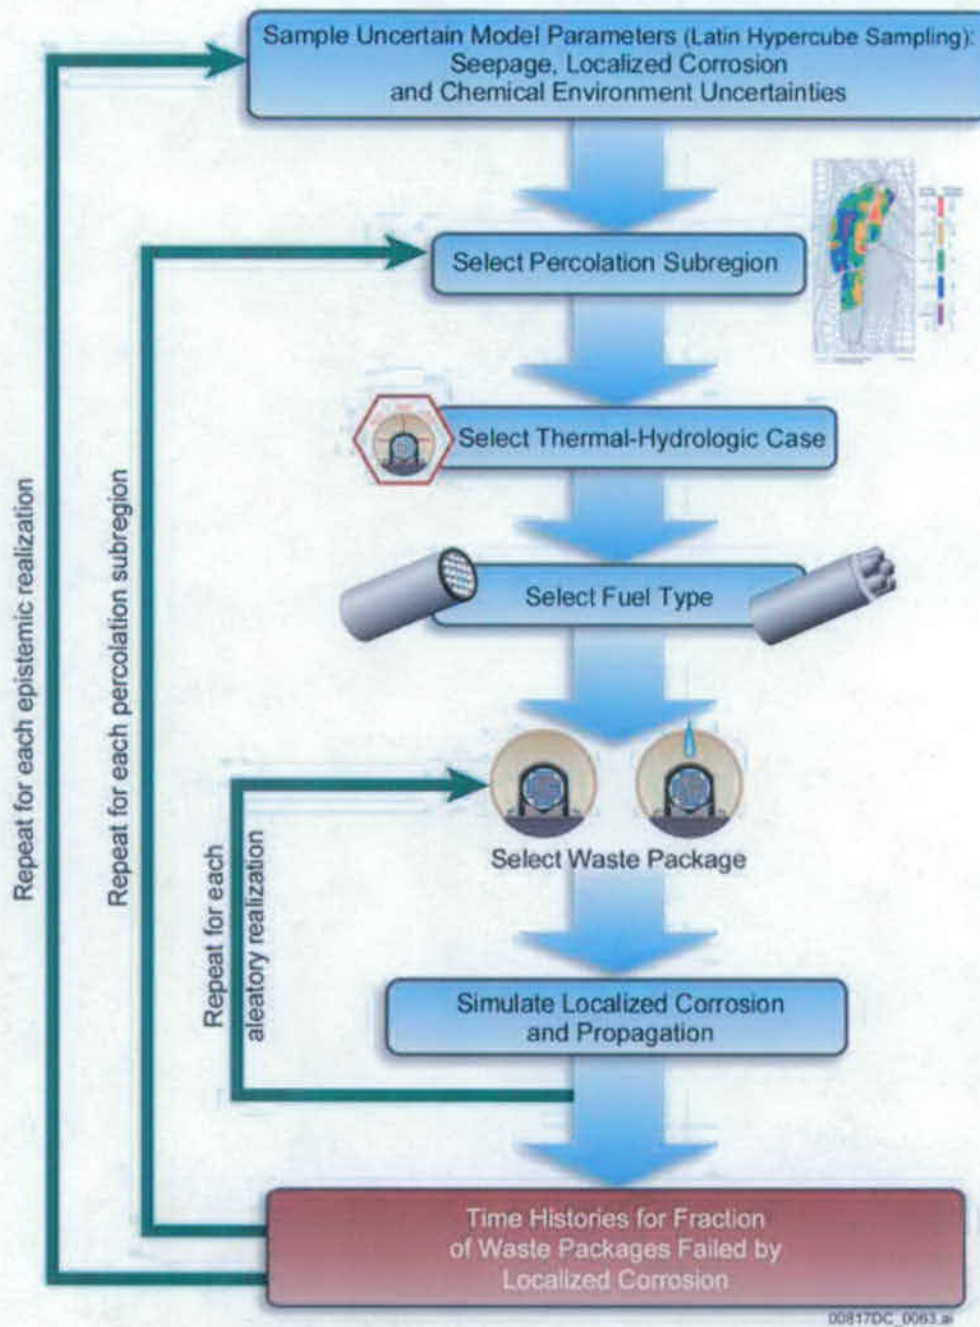 Sample Uncertain Model Parameters (Latin Hypercube Sampling):
Seepage, Localized Corrosion
and Chemical Environment Uncertainties
Select Percolation Subregion
Select Thermal-Hydrologic Case
Select Fuel Type
Select Waste Package
Simulate Localized Corrosion
and Propagation
Time Histories for Fraction
of Waste Packages Failed by
Localized Corrosion
Repeat for each epistemic realization
Repeat for each percolation subregion
Repeat for each
aleatory realization
00817DC_0063.ai